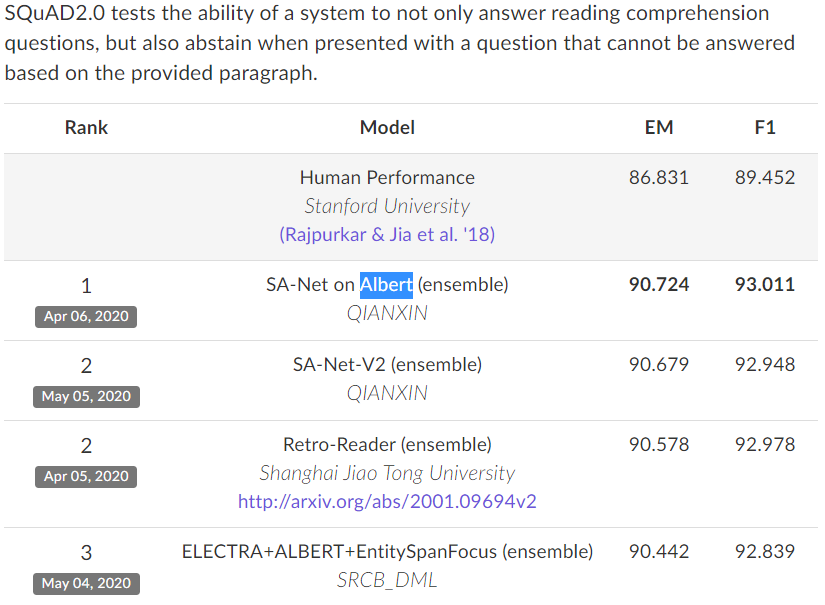 SQuAD2.0 tests the ability of a system to not only answer reading comprehension
questions, but also abstain when presented with a question that cannot be answered
based on the provided paragraph.
Rank Model EM F1
Human Performance 86.831 89.452
Stanford University
(Rajpurkar & Jia et al. '18)
1 SA-Net on Albert (ensemble) 90.724 93.011
Apr 06, 2020 QIANXIN
2 SA-Net-V2 (ensemble) 90.679 92.948
May 05, 2020 QIANXIN
2 Retro-Reader (ensemble) 90.578 92.978
Apr 05, 2020 Shanghai Jiao Tong University
http://arxiv.org/abs/2001.09694v2
3 ELECTRA+ALBERT+EntitySpanFocus (ensemble) 90.442 92.839
May 04, 2020 SRCB_DML